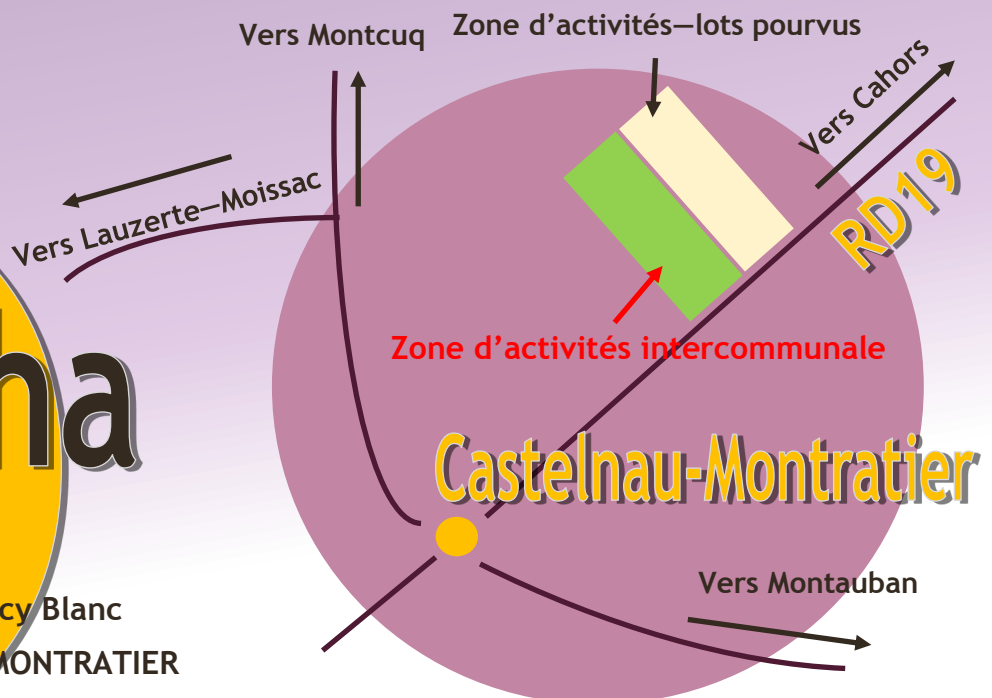 Vers Montcuq
Zone d’activités—lots pourvus
Vers Cahors
RD19
Vers Lauzerte—Moissac
Zone d’activités intercommunale
ha
Castelnau-Montratier
Vers Montauban
cy Blanc
MONTRATIER